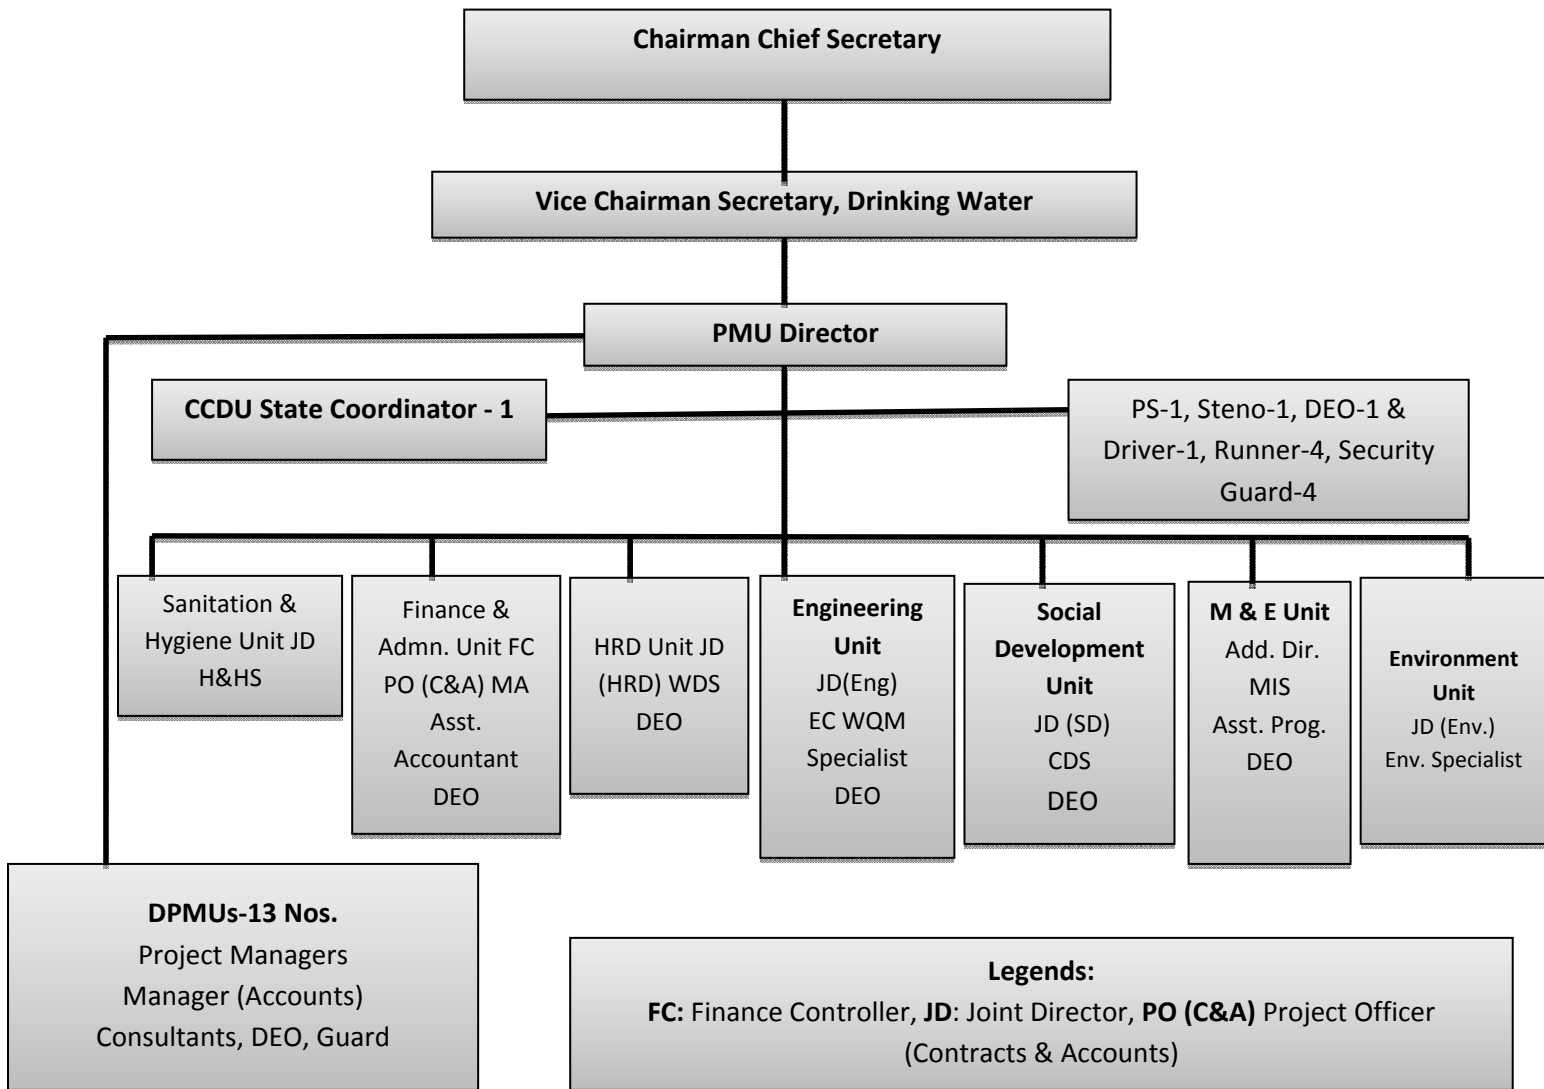 Chairman Chief Secretary
Vice Chairman Secretary, Drinking Water
PMU Director
CCDU State Coordinator - 1
PS-1, Steno-1, DEO-1 &
Driver-1, Runner-4, Security
Guard-4
Sanitation &
Hygiene Unit JD
H&HS
Finance &
Admn. Unit FC
PO (C&A) MA
Asst.
Accountant
DEO
HRD Unit JD
(HRD) WDS
DEO
Engineering
Unit
JD(Eng)
EC WQM
Specialist
DEO
Social
Development
Unit
JD (SD)
CDS
DEO
M & E Unit
Add. Dir.
MIS
Asst. Prog.
DEO
Environment
Unit
JD (Env.)
Env. Specialist
DPMUs-13 Nos.
Project Managers
Manager (Accounts)
Consultants, DEO, Guard
Legends:
FC: Finance Controller, JD: Joint Director, PO (C&A) Project Officer
(Contracts & Accounts)